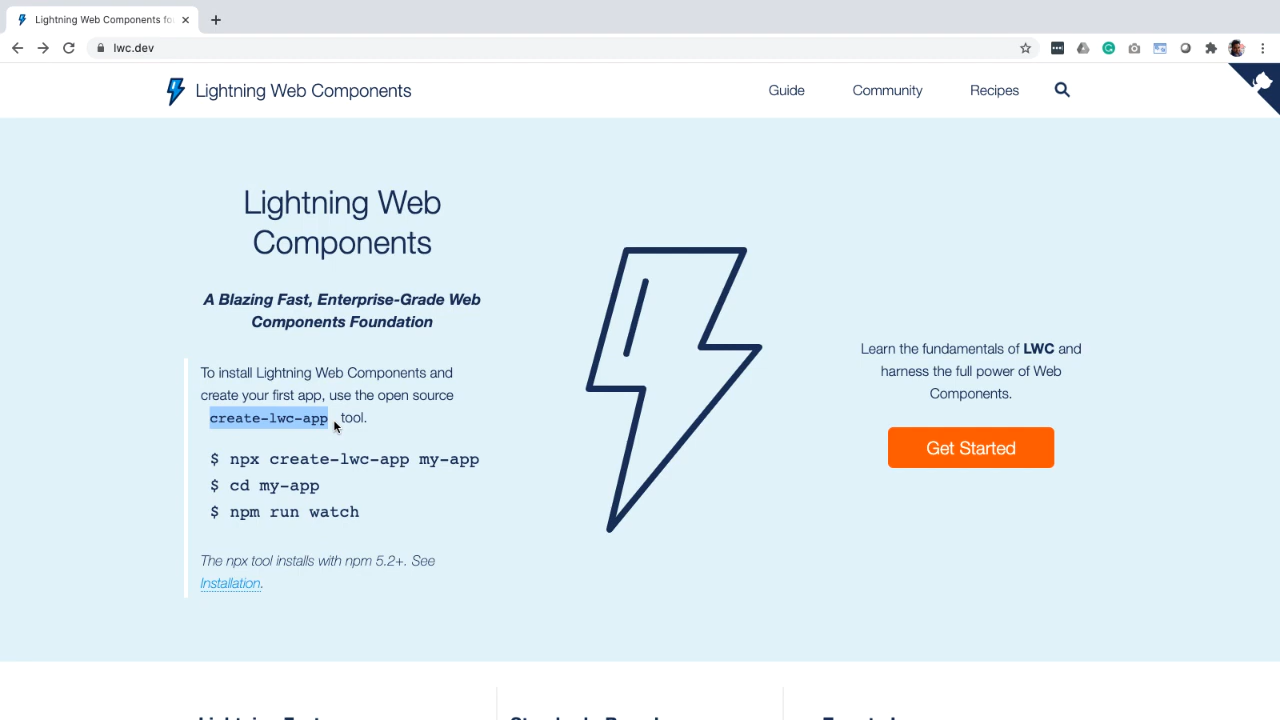 Lightning Web Components fo
lwc.dev
Lightning Web Components
Guide
Community
Recipes
Lightning Web
Components
A Blazing Fast, Enterprise-Grade Web
Components Foundation
To install Lightning Web Components and
create your first app, use the open source
create-lwc-app tool.
$ npx create-lwc-app my-app
$ cd my-app
$ npm run watch
The npx tool installs with npm 5.2+. See
Installation.
Learn the fundamentals of LWC and
harness the full power of Web
Components.
Get Started